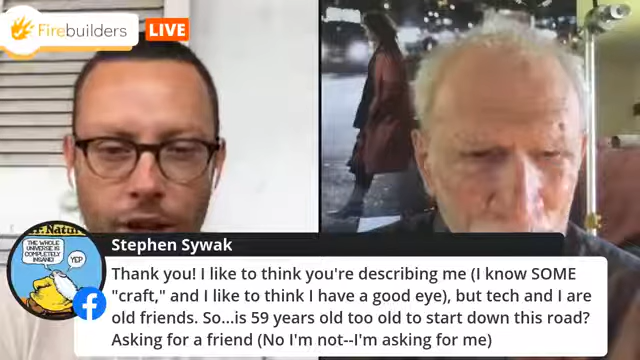 Firebuilders
LIVE
r. Natur
THE WHOLE
UNIVERSE IS
COMPLETELY
INSANE!
YEP
Stephen Sywak
Thank you! I like to think you're describing me (I know SOME
"craft," and I like to think I have a good eye), but tech and I are
old friends. So...is 59 years old too old to start down this road?
Asking for a friend (No I'm not--I'm asking for me)